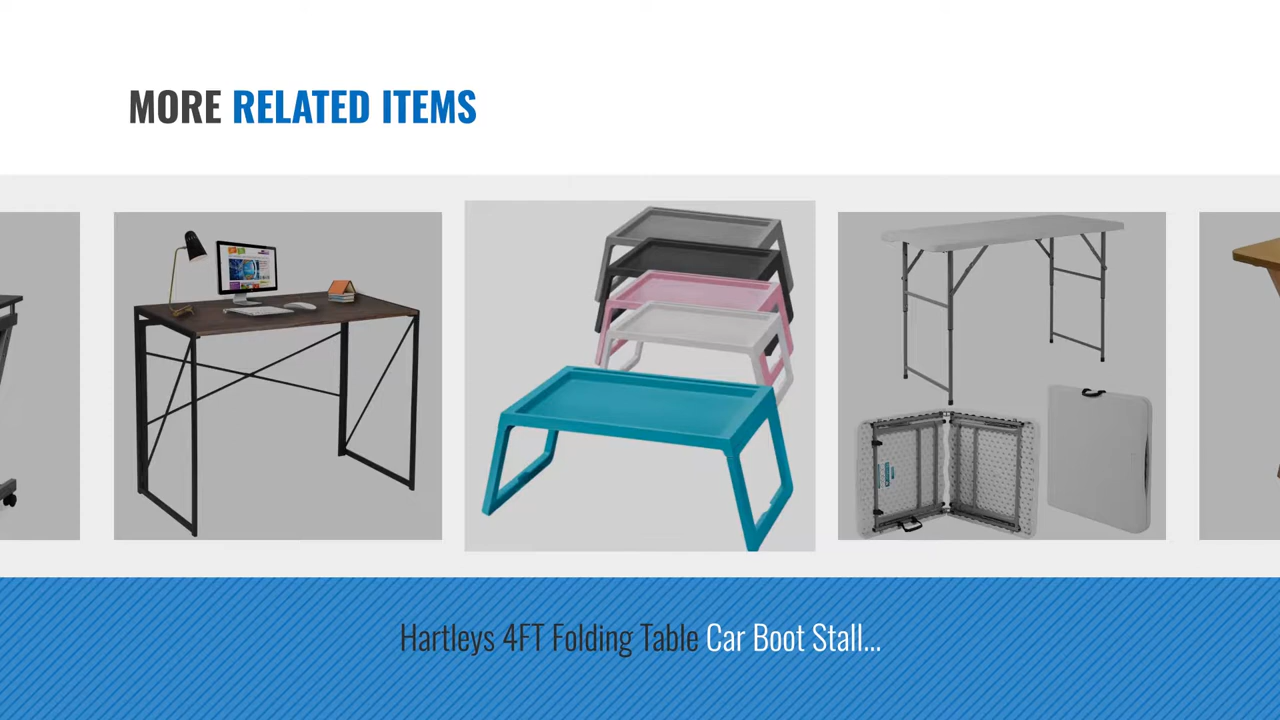 MORE RELATED ITEMS
Hartleys 4FT Folding Table Car Boot Stall...